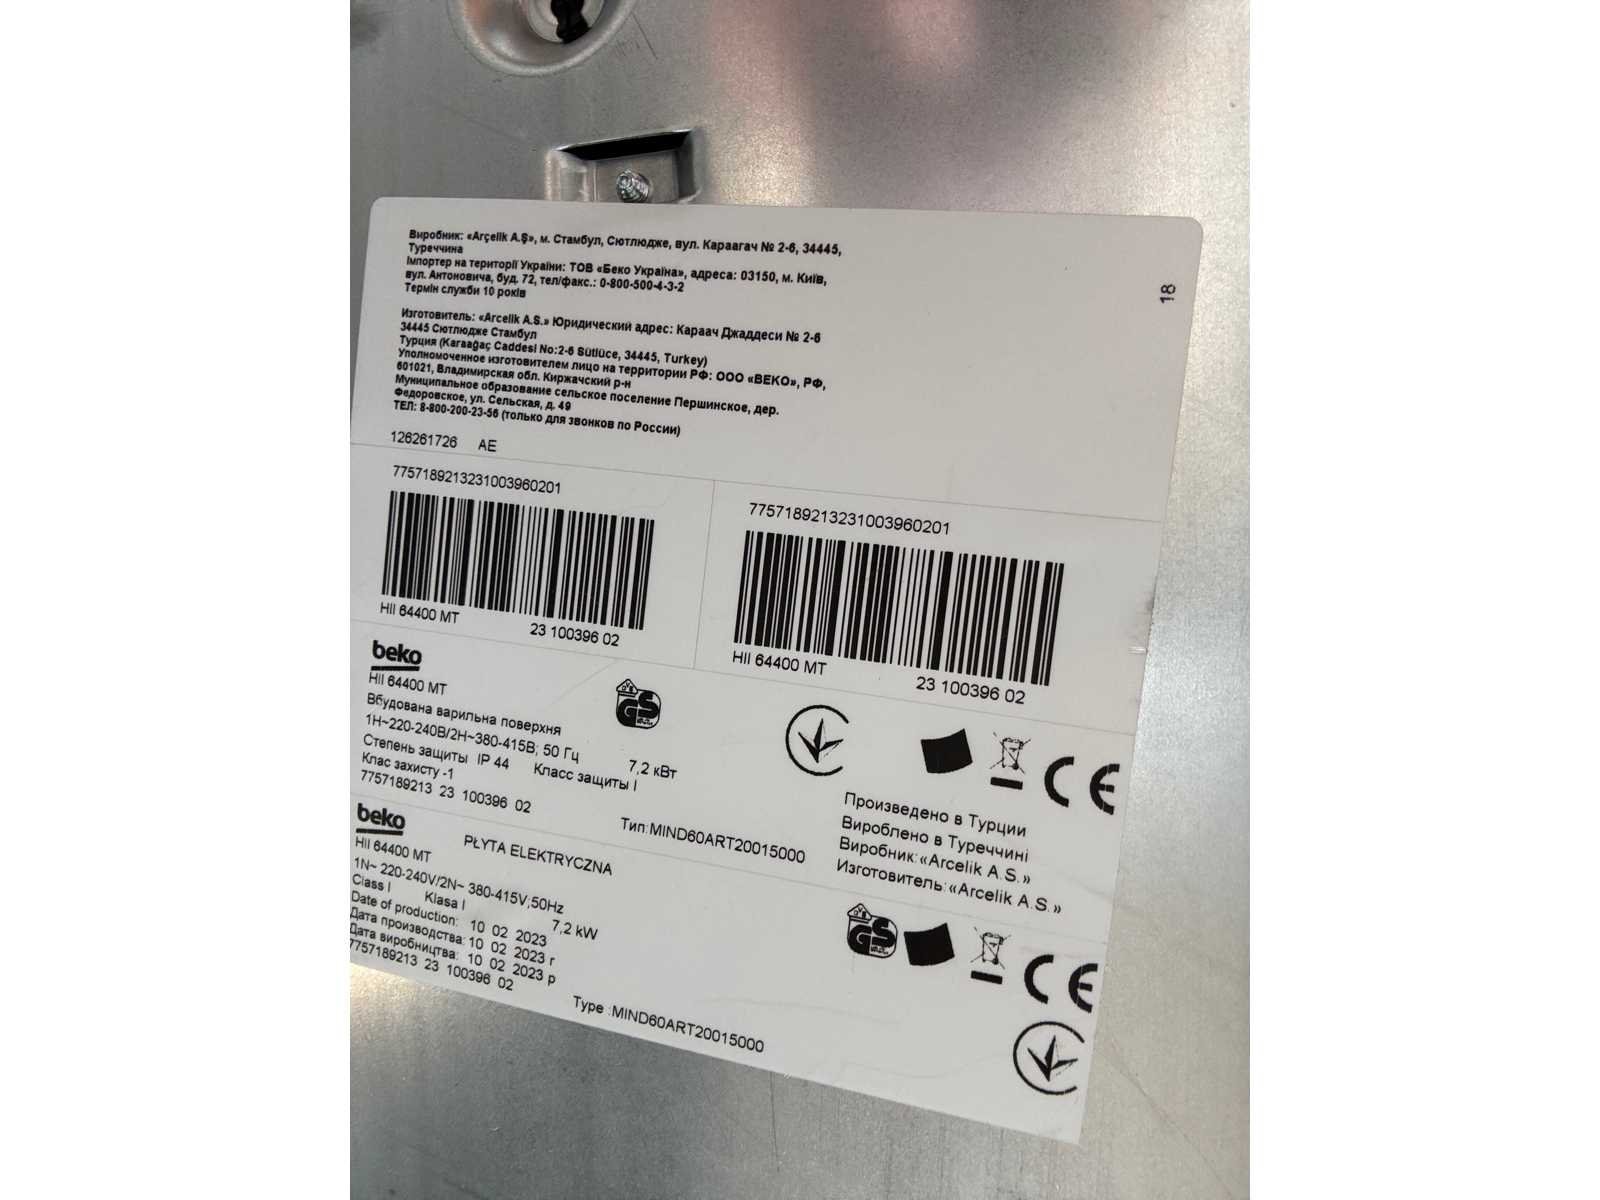 Виробник: «Arçelik A.Ş», м. Стамбул, Сютлюдже, вул. Караагач № 2-6, 34445,
Туреччина
Імпортер на території України: ТОВ «Беко Україна», адреса: 03150, м. Київ,
вул. Антоновича, буд. 72, тел/факс.: 0-800-500-4-3-2
Термін служби 10 років
18
Изготовитель: «Arcelik A.S.» Юридический адрес: Караач Джаддеси № 2-6
34445 Сютлюдже Стамбул
Турция (Karaağaç Caddesi No:2-6 Sütlüce, 34445, Turkey)
Уполномоченное изготовителем лицо на территории РФ: ООО «ВЕКО», РФ,
601021, Владимирская обл. Киржачский р-н
Муниципальное образование сельское поселение Першинское, дер.
Федоровское, ул. Сельская, д. 49
ТЕЛ: 8-800-200-23-56 (только для звонков по России)
126261726 AE
7757189213231003960201
HII 64400 MT
23 100396 02
7757189213231003960201
HII 64400 MT
23 100396 02
beko
HII 64400 MT
Вбудована варильна поверхня
1Н~220-240В/2Н~380-415В; 50 Гц 7,2 кВт
Степень защиты IP 44 Класс защиты I
Клас захисту -1
7757189213 23 100396 02
Тип:MIND60ART20015000
GS
CE
Произведено в Турции
Вироблено в Туреччині
Виробник:«Arcelik A.S.»
Изготовитель:«Arcelik A.S.»
beko
PŁYTA ELEKTRYCZNA
HII 64400 MT
1N~ 220-240V/2N~ 380-415V;50Hz
Class I Klasa I 7,2 kW
Date of production: 10 02 2023
Дата производства: 10 02 2023 г
Дата виробництва: 10 02 2023 р
7757189213 23 100396 02
Type :MIND60ART20015000
GS
CE